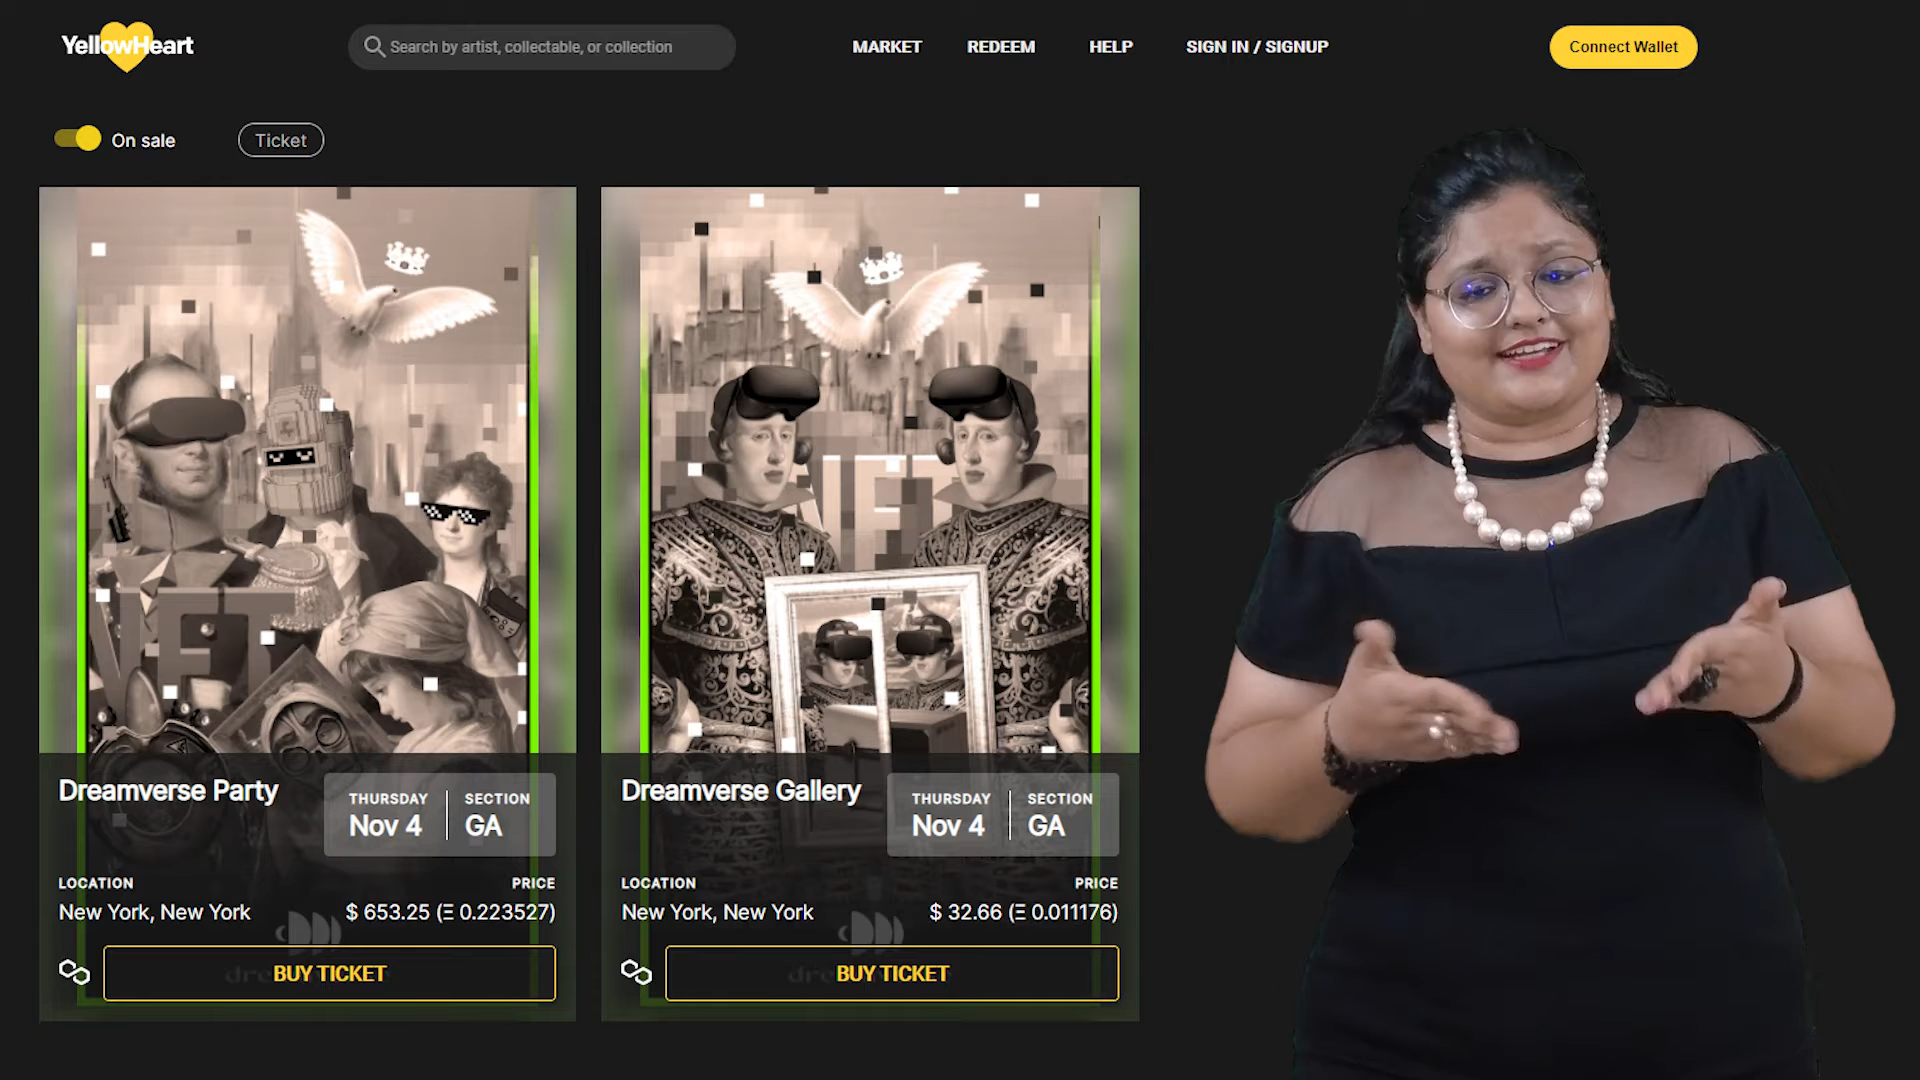 YellowHeart
Search by artist, collectable, or collection
MARKET
REDEEM
HELP
SIGN IN / SIGNUP
Connect Wallet
On sale
Ticket
NFT
Dreamverse Party
THURSDAY
Nov 4
SECTION
GA
LOCATION
New York, New York
PRICE
$ 653.25 (Ξ 0.223527)
BUY TICKET
NFT
Dreamverse Gallery
THURSDAY
Nov 4
SECTION
GA
LOCATION
New York, New York
PRICE
$ 32.66 (Ξ 0.011176)
BUY TICKET